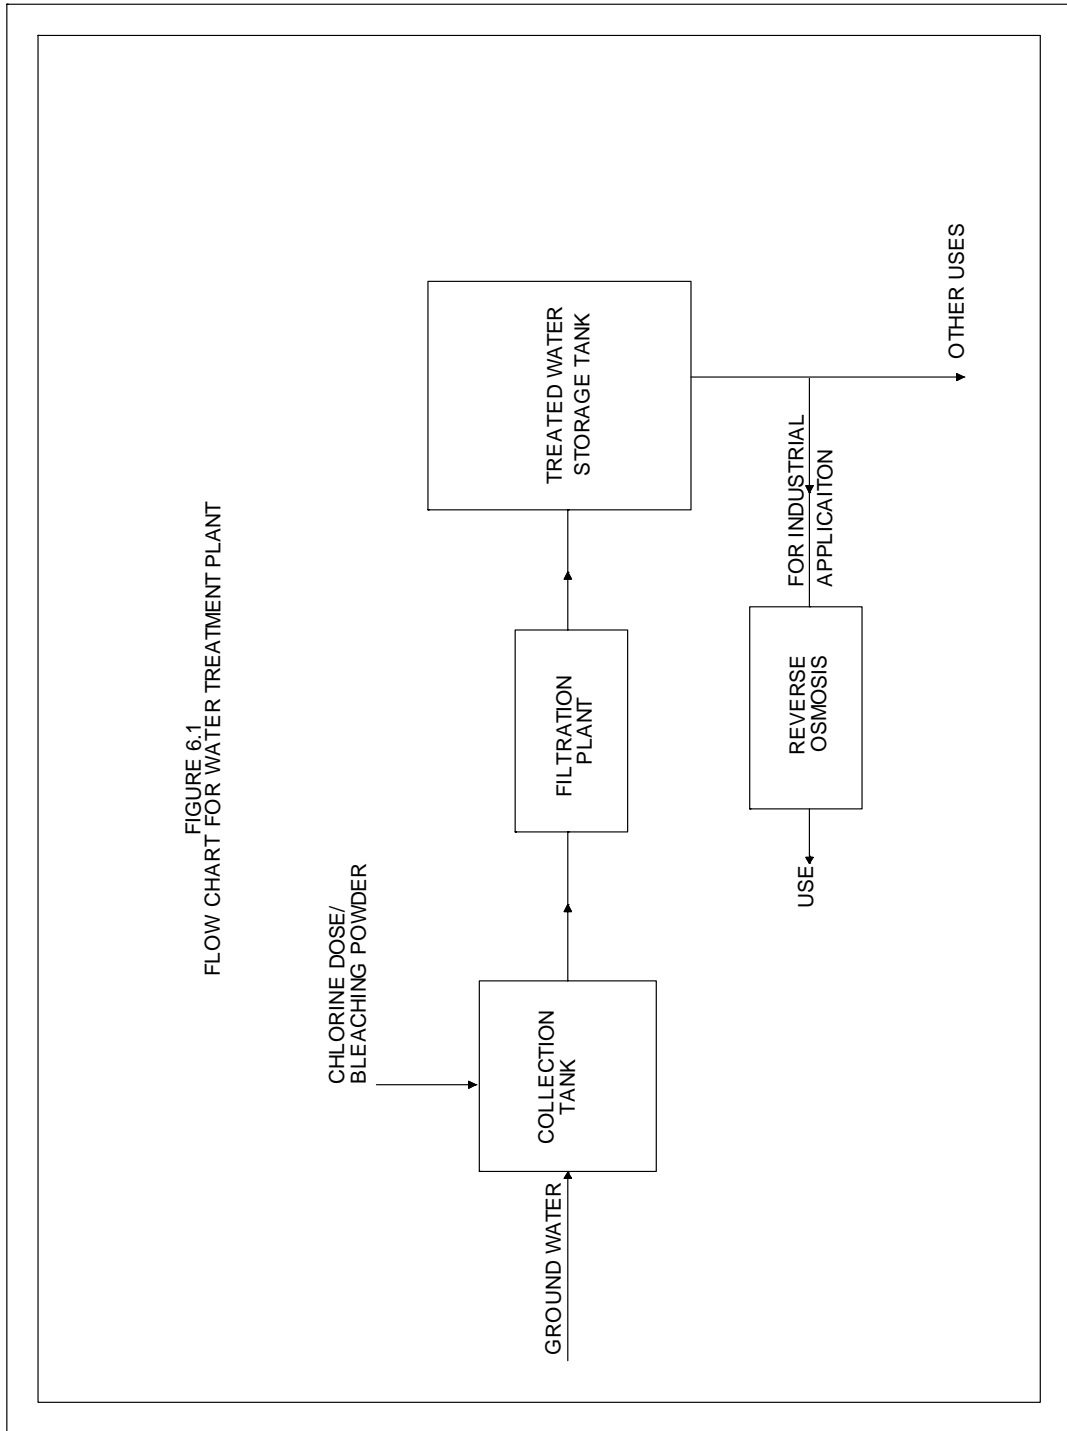 FIGURE 6.1
FLOW CHART FOR WATER TREATMENT PLANT
CHLORINE DOSE/
BLEACHING POWDER
GROUND WATER
COLLECTION
TANK
FILTRATION
PLANT
TREATED WATER
STORAGE TANK
FOR INDUSTRIAL
APPLICAITON
REVERSE
OSMOSIS
USE
OTHER USES